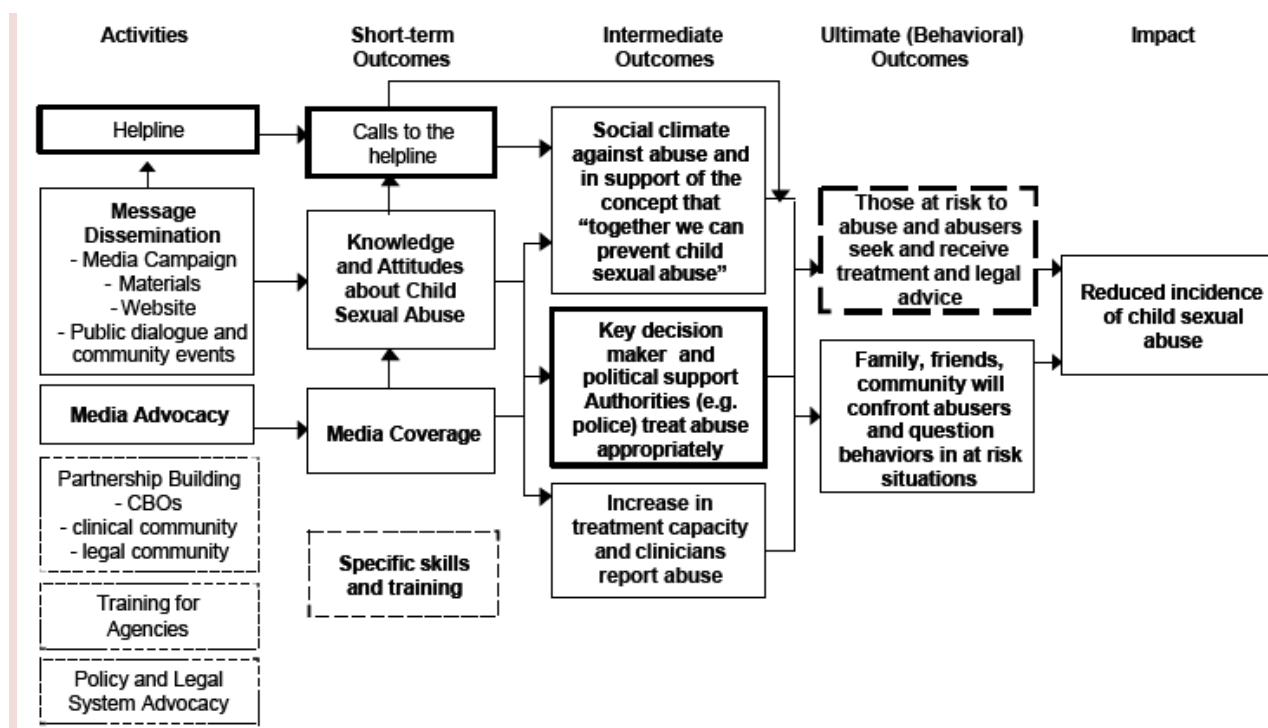 Activities
Short-term
Outcomes
Intermediate
Outcomes
Ultimate (Behavioral)
Outcomes
Impact
Helpline
Message
Dissemination
- Media Campaign
- Materials
- Website
- Public dialogue and
community events
Media Advocacy
Partnership Building
- CBOs
- clinical community
- legal community
Training for
Agencies
Policy and Legal
System Advocacy
Calls to the
helpline
Knowledge
and Attitudes
about Child
Sexual Abuse
Media Coverage
Specific skills
and training
Social climate
against abuse and
in support of the
concept that
“together we can
prevent child
sexual abuse”
Key decision
maker and
political support
Authorities (e.g.
police) treat abuse
appropriately
Increase in
treatment capacity
and clinicians
report abuse
Those at risk to
abuse and abusers
seek and receive
treatment and legal
advice
Family, friends,
community will
confront abusers
and question
behaviors in at risk
situations
Reduced incidence
of child sexual
abuse